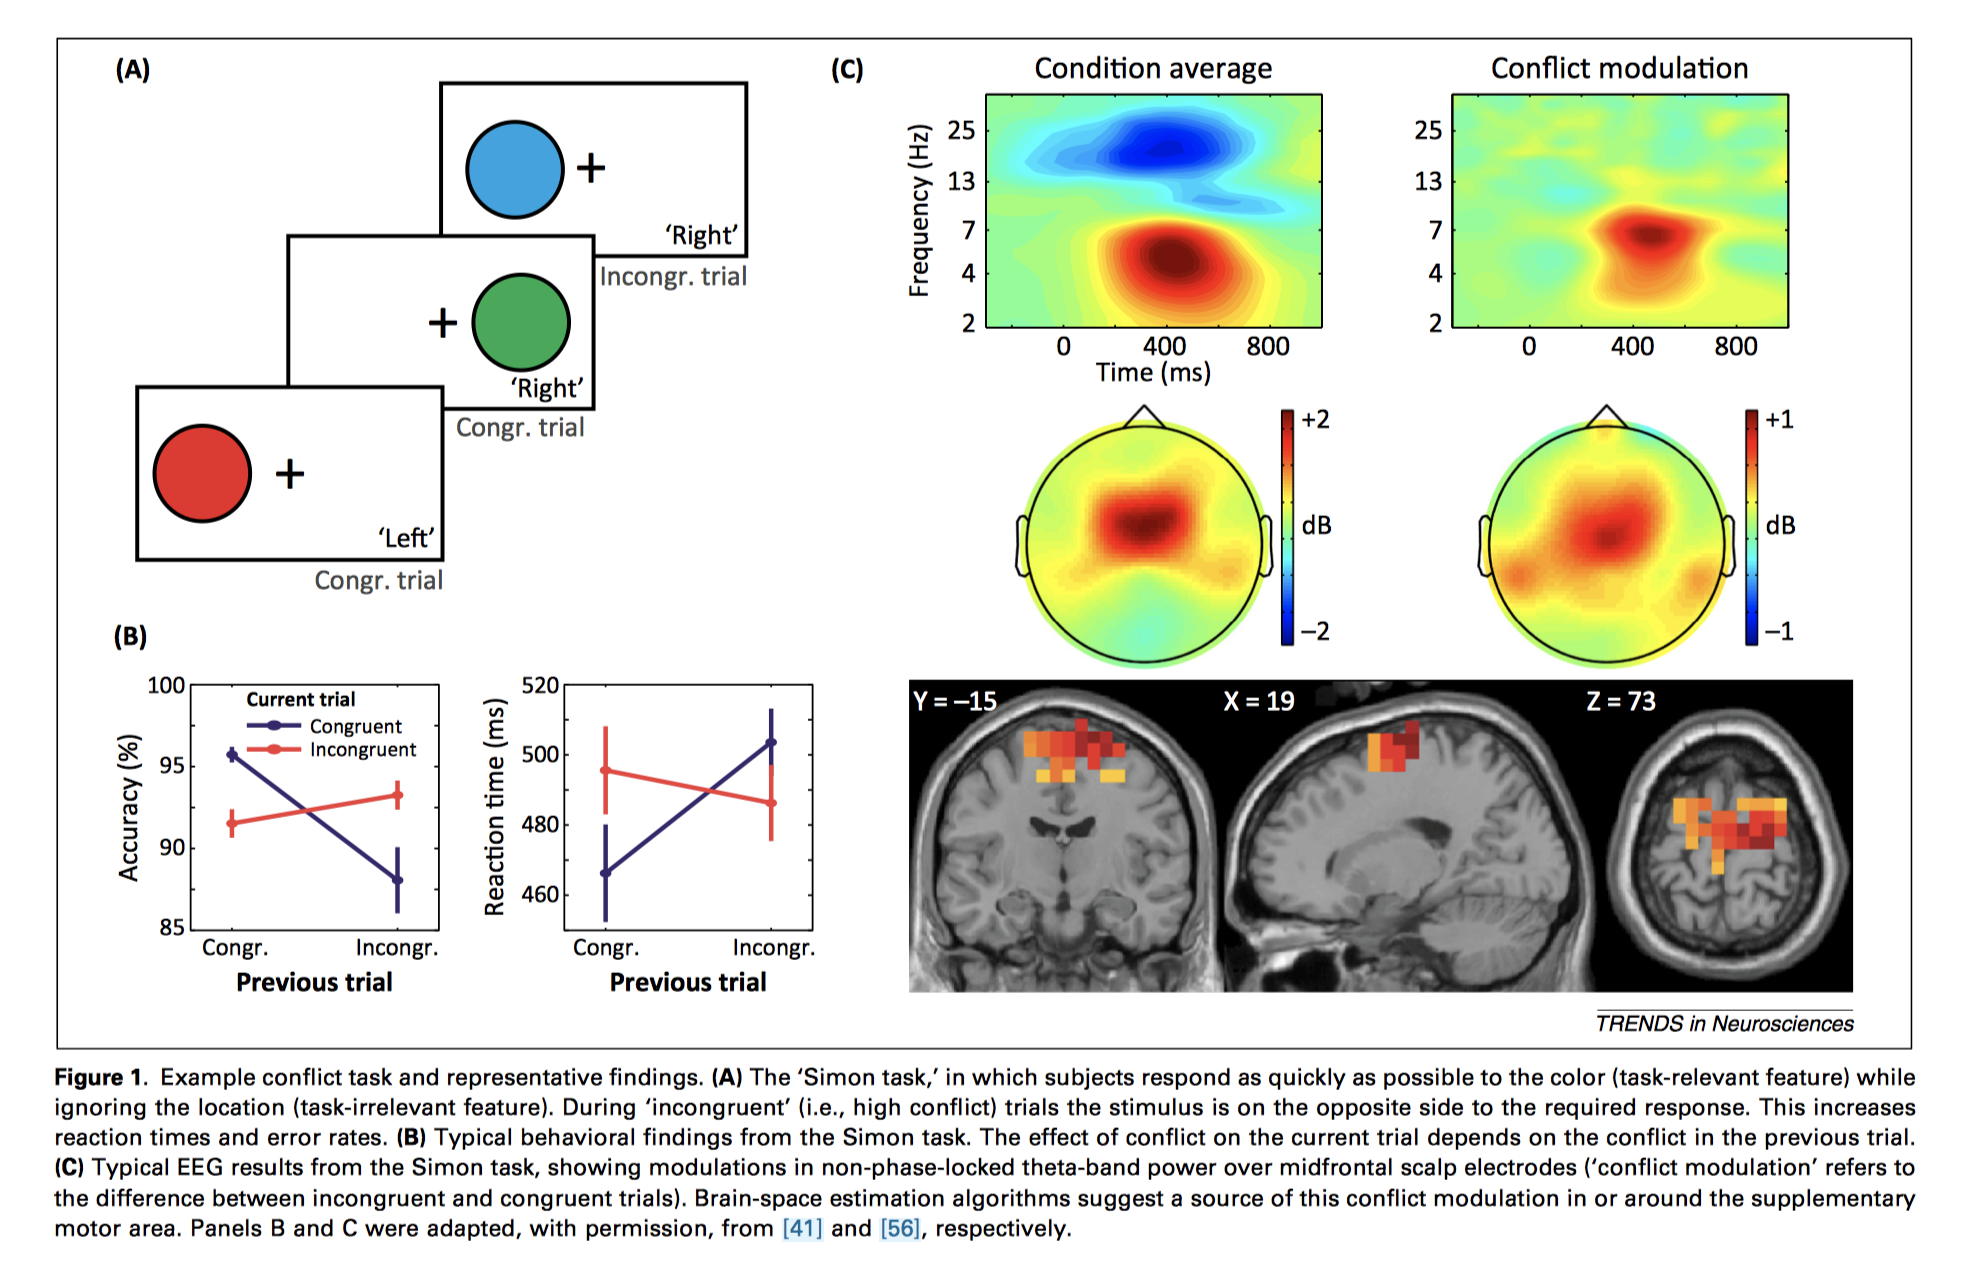 (A)
+
'Right'
Incongr. trial
+
'Right'
Congr. trial
+
'Left'
Congr. trial
(B)
100
95
90
85
Accuracy (%)
Current trial
Congruent
Incongruent
Congr.
Incongr.
Previous trial
520
500
480
460
Reaction time (ms)
Congr.
Incongr.
Previous trial
(C)
Condition average
Conflict modulation
Frequency (Hz)
25
13
7
4
2
0 400 800
Time (ms)
25
13
7
4
2
0 400 800
+2
dB
–2
+1
dB
–1
Y = –15
X = 19
Z = 73
TRENDS in Neurosciences
Figure 1. Example conflict task and representative findings. (A) The 'Simon task,' in which subjects respond as quickly as possible to the color (task-relevant feature) while
ignoring the location (task-irrelevant feature). During 'incongruent' (i.e., high conflict) trials the stimulus is on the opposite side to the required response. This increases
reaction times and error rates. (B) Typical behavioral findings from the Simon task. The effect of conflict on the current trial depends on the conflict in the previous trial.
(C) Typical EEG results from the Simon task, showing modulations in non-phase-locked theta-band power over midfrontal scalp electrodes ('conflict modulation' refers to
the difference between incongruent and congruent trials). Brain-space estimation algorithms suggest a source of this conflict modulation in or around the supplementary
motor area. Panels B and C were adapted, with permission, from [41] and [56], respectively.